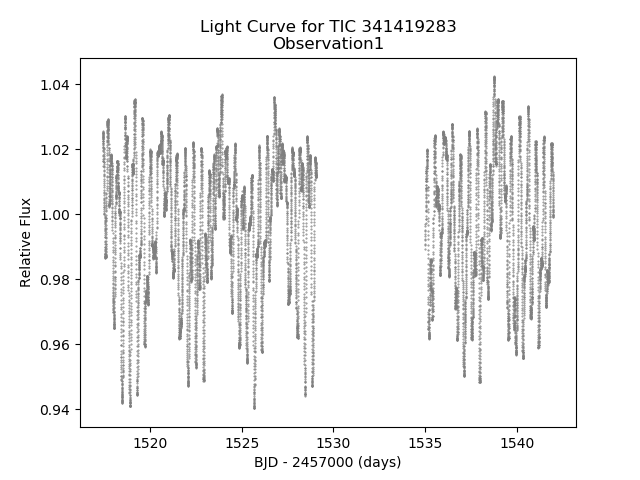 Light Curve for TIC 341419283
Observation1
1.04
1.02
1.00
0.98
0.96
0.94
Relative Flux
1520
1525
1530
1535
1540
BJD - 2457000 (days)